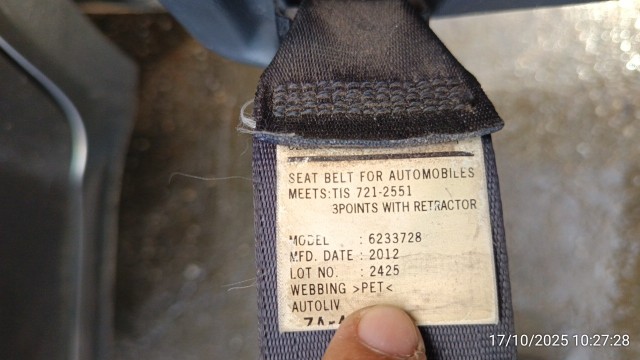 SEAT BELT FOR AUTOMOBILES
MEETS:TIS 721-2551
3POINTS WITH RETRACTOR
MODEL : 6233728
MFD. DATE : 2012
LOT NO. : 2425
WEBBING >PET<
AUTOLIV
17/10/2025 10:27:28